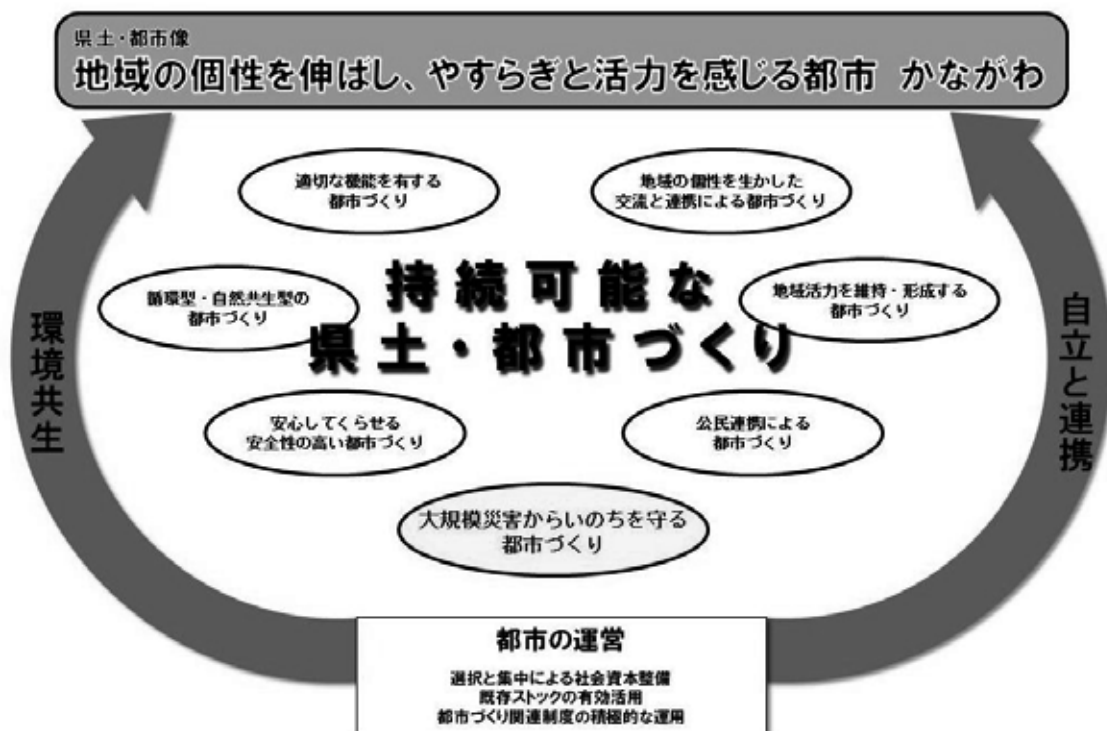 県土・都市像
地域の個性を伸ばし、やすらぎと活力を感じる都市 かながわ
適切な機能を有する
都市づくり
地域の個性を生かした
交流と連携による都市づくり
持続可能な
県土・都市づくり
循環型・自然共生型の
都市づくり
地域活力を維持・形成する
都市づくり
環境共生
自立と連携
安心してくらせる
安全性の高い都市づくり
公民連携による
都市づくり
大規模災害からいのちを守る
都市づくり
都市の運営
選択と集中による社会資本整備
既存ストックの有効活用
都市づくり関連制度の積極的な運用